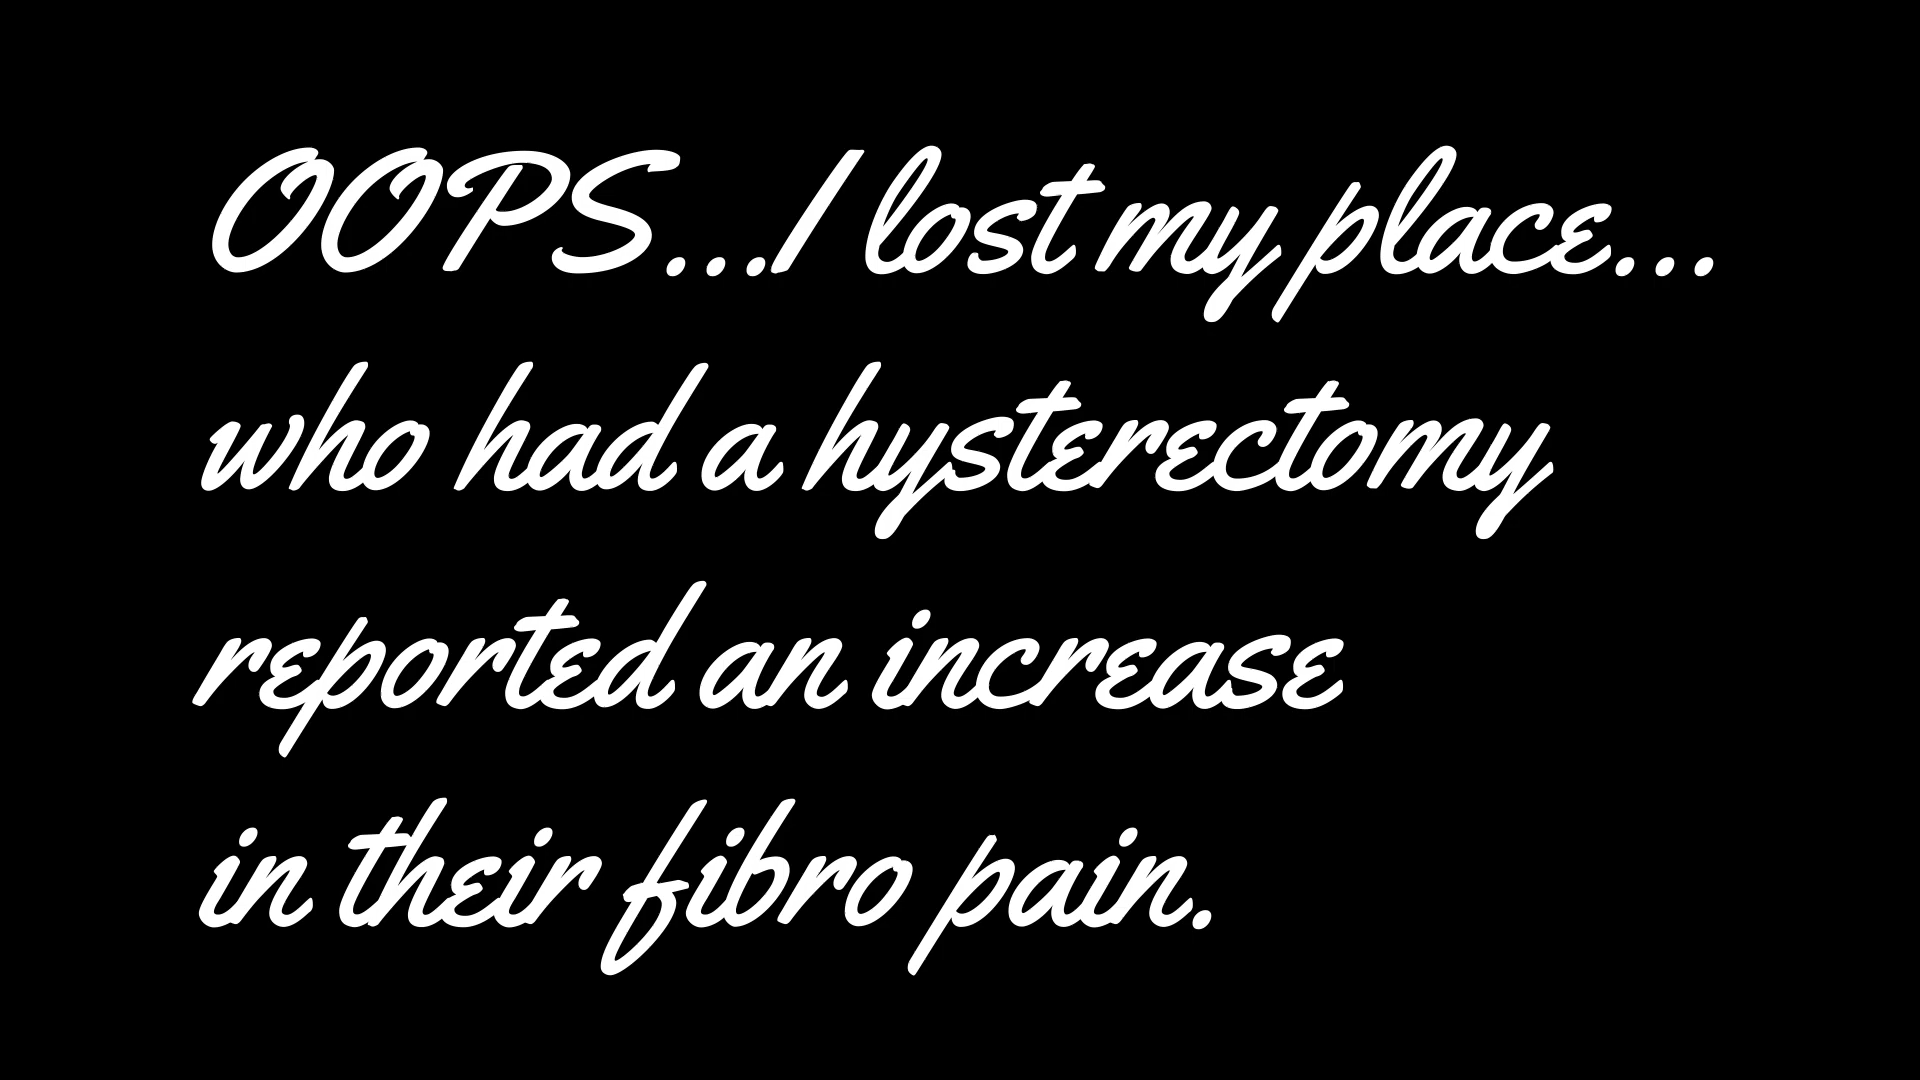 OOPS...I lost my place...
who had a hysterectomy
reported an increase
in their fibro pain.